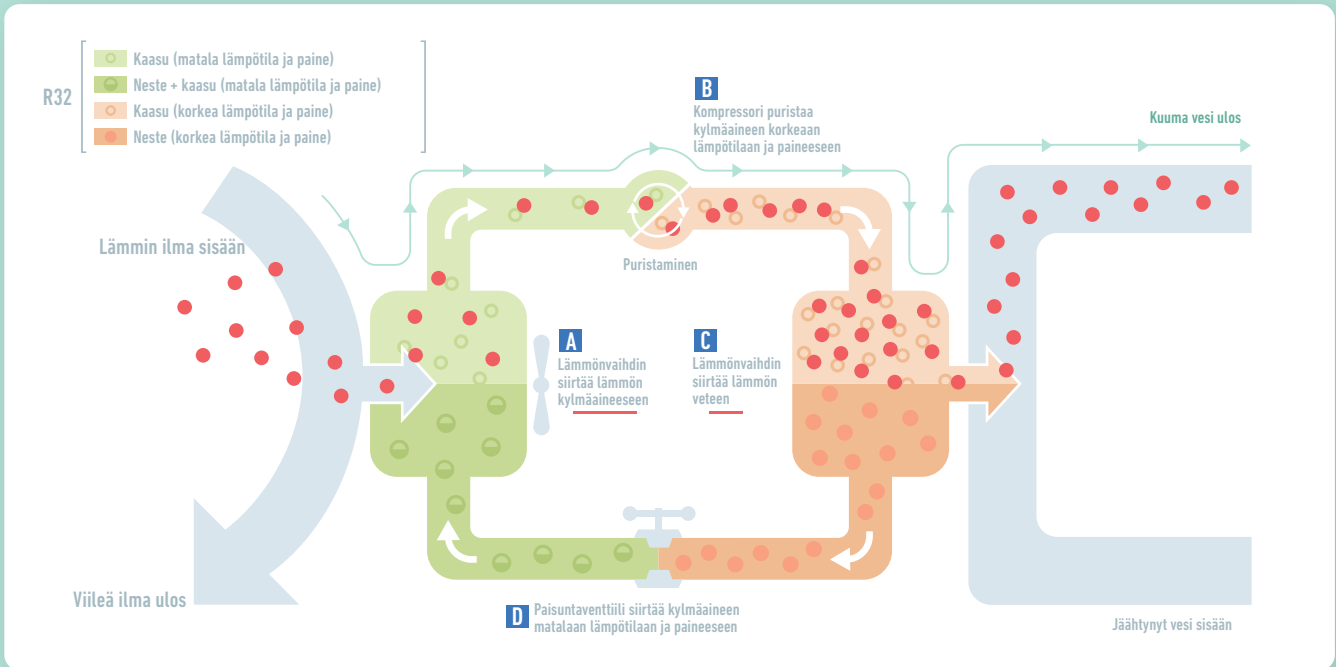 R32
Kaasu (matala lämpötila ja paine)
Neste + kaasu (matala lämpötila ja paine)
Kaasu (korkea lämpötila ja paine)
Neste (korkea lämpötila ja paine)
B
Kompressori puristaa
kylmäaineen korkeaan
lämpötilaan ja paineeseen
Kuuma vesi ulos
Lämmin ilma sisään
Puristaminen
A
Lämmönvaihdin
siirtää lämmön
kylmäaineeseen
C
Lämmönvaihdin
siirtää lämmön
veteen
Viileä ilma ulos
D
Paisuntaventtiili siirtää kylmäaineen
matalaan lämpötilaan ja paineeseen
Jäähtynyt vesi sisään